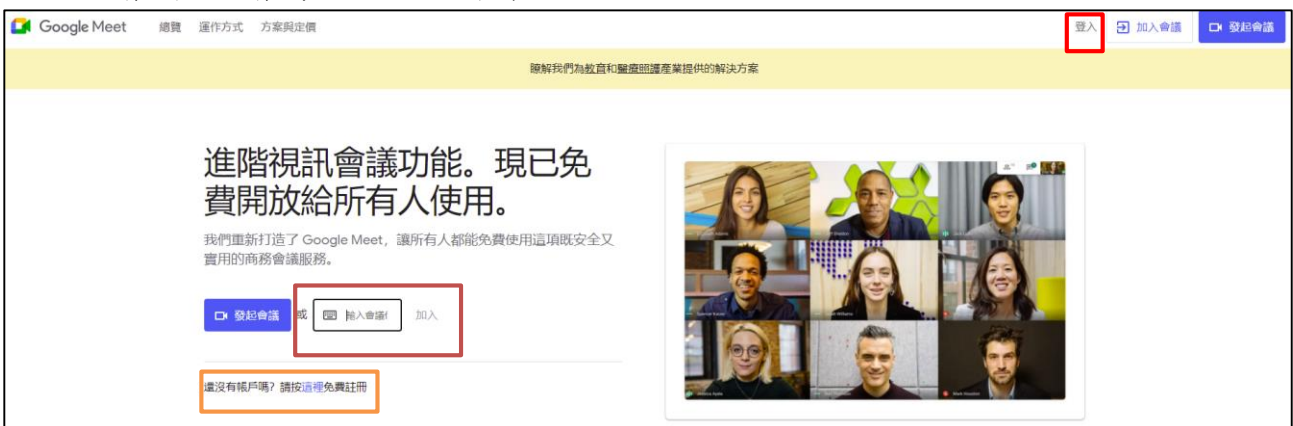 Google Meet 總覽 運作方式 方案與定價 登入 加入會議 發起會議
瞭解我們為教育和醫療照護產業提供的解決方案
進階視訊會議功能。現已免
費開放給所有人使用。
我們重新打造了 Google Meet，讓所有人都能免費使用這項既安全又
實用的商務會議服務。
發起會議 或 輸入會議 加入
還沒有帳戶嗎？請按這裡免費註冊